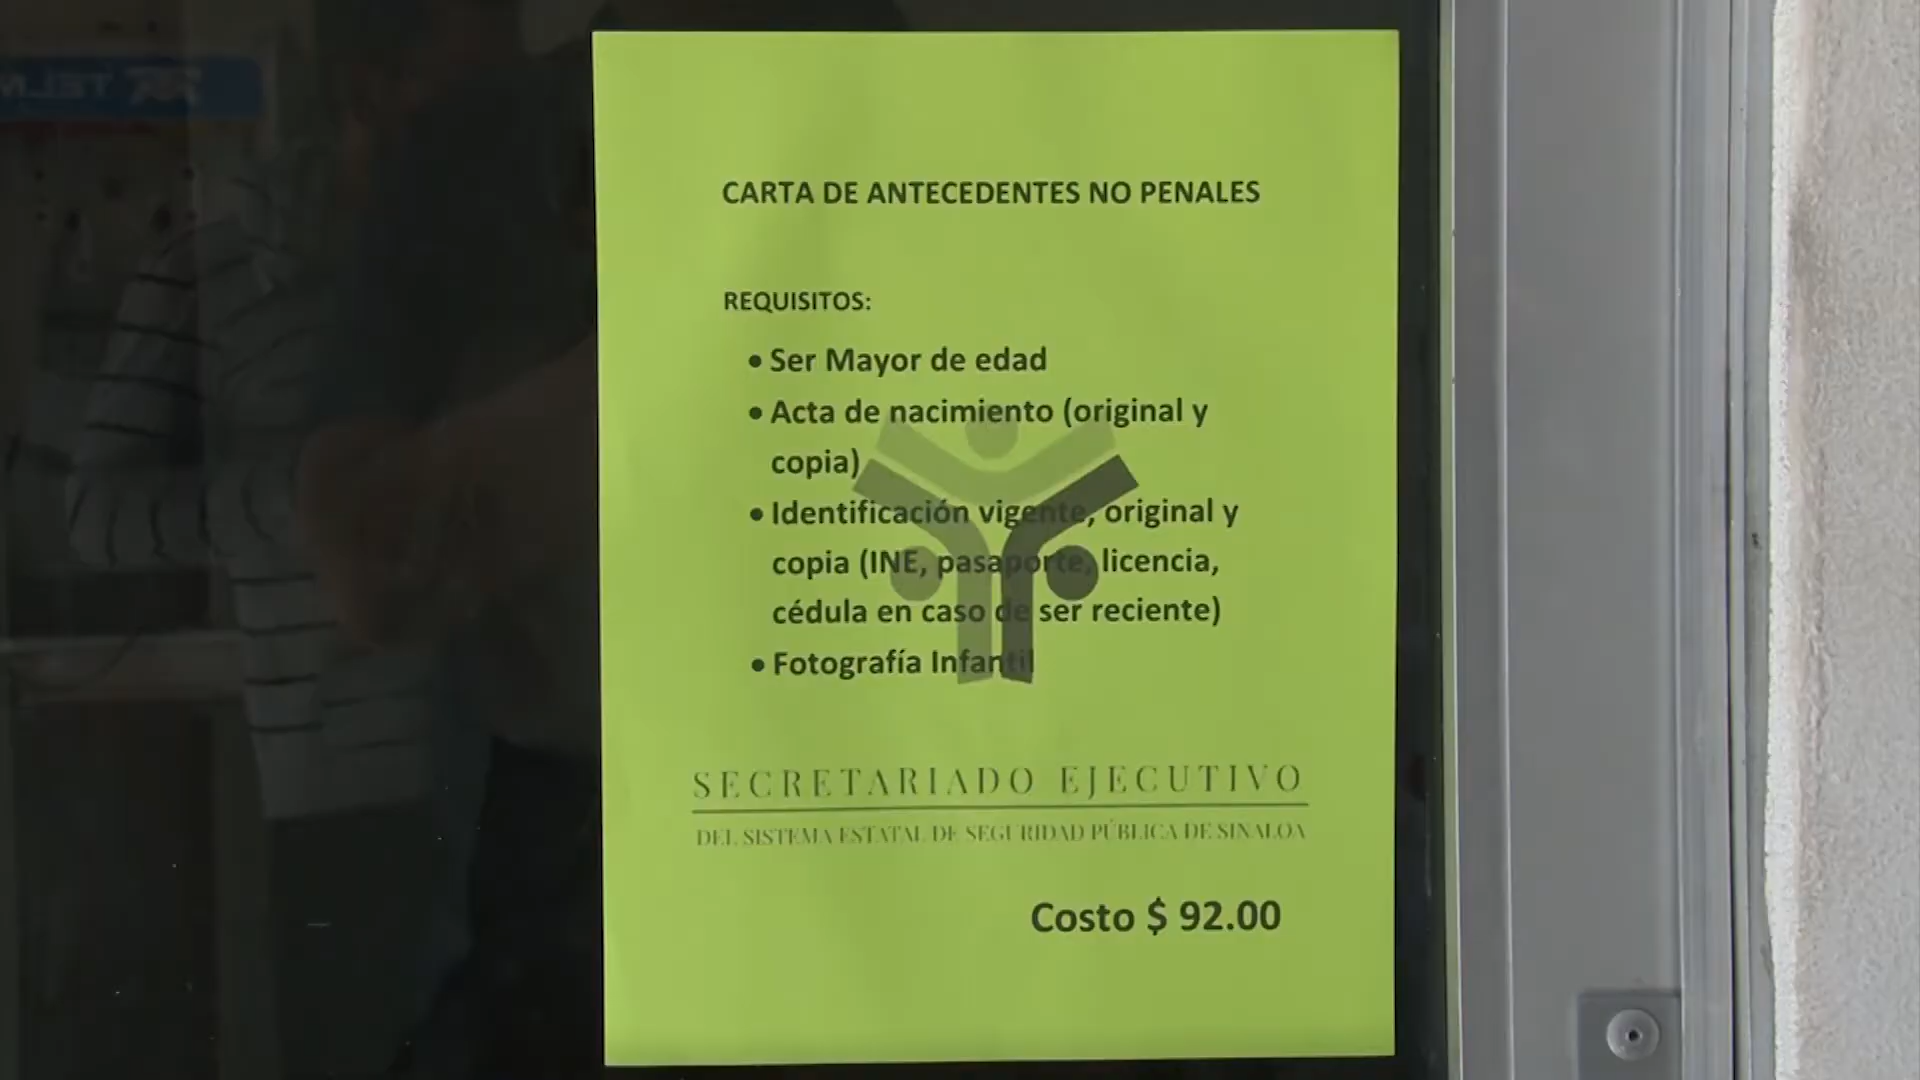 CARTA DE ANTECEDENTES NO PENALES
REQUISITOS:
• Ser Mayor de edad
• Acta de nacimiento (original y
copia)
• Identificación vigente, original y
copia (INE, pasaporte, licencia,
cédula en caso de ser reciente)
• Fotografía Infantil
SECRETARIADO EJECUTIVO
DEL SISTEMA ESTATAL DE SEGURIDAD PÚBLICA DE SINALOA
Costo $ 92.00